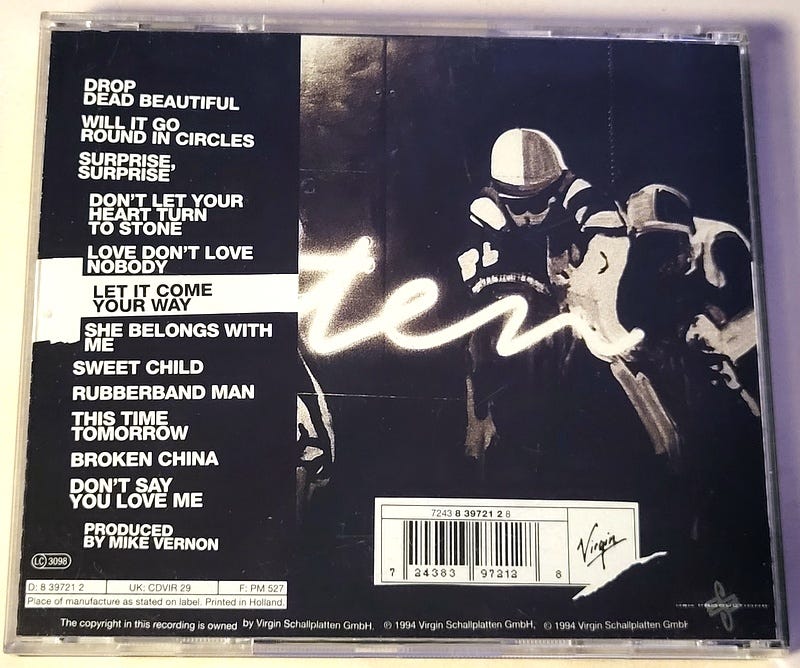 DROP
DEAD BEAUTIFUL
WILL IT GO
ROUND IN CIRCLES
SURPRISE,
SURPRISE
DON'T LET YOUR
HEART TURN
TO STONE
LOVE DON'T LOVE
NOBODY
LET IT COME
YOUR WAY
SHE BELONGS WITH
ME
SWEET CHILD
RUBBERBAND MAN
THIS TIME
TOMORROW
BROKEN CHINA
DON'T SAY
YOU LOVE ME
PRODUCED
BY MIKE VERNON
ten
7243 8 39721 2 8
7 24383 97212 8
Virgin
LC 3098
D: 8 39721 2 UK: CDVIR 29 F: PM 527
Place of manufacture as stated on label. Printed in Holland.
The copyright in this recording is owned by Virgin Schallplatten GmbH. ℗ 1994 Virgin Schallplatten GmbH, © 1994 Virgin Schallplatten GmbH